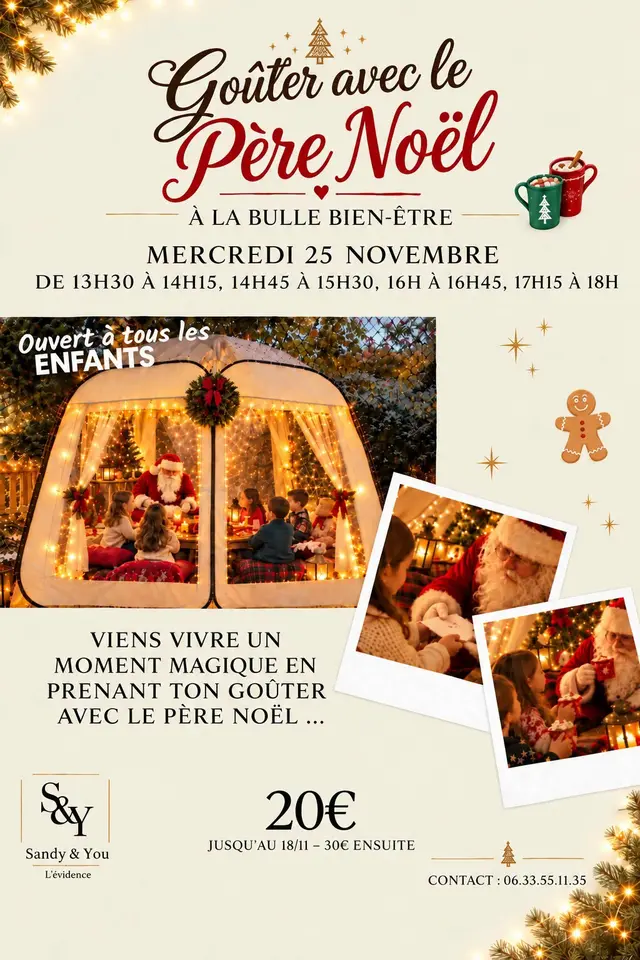 Goûter avec le
Père Noël
À LA BULLE BIEN-ÊTRE
MERCREDI 25 NOVEMBRE
DE 13H30 À 14H15, 14H45 À 15H30, 16H À 16H45, 17H15 À 18H
Ouvert à tous les
ENFANTS
VIENS VIVRE UN
MOMENT MAGIQUE EN
PRENANT TON GOÛTER
AVEC LE PÈRE NOËL ...
S&Y
Sandy & You
L'évidence
20€
JUSQU'AU 18/11 – 30€ ENSUITE
CONTACT : 06.33.55.11.35